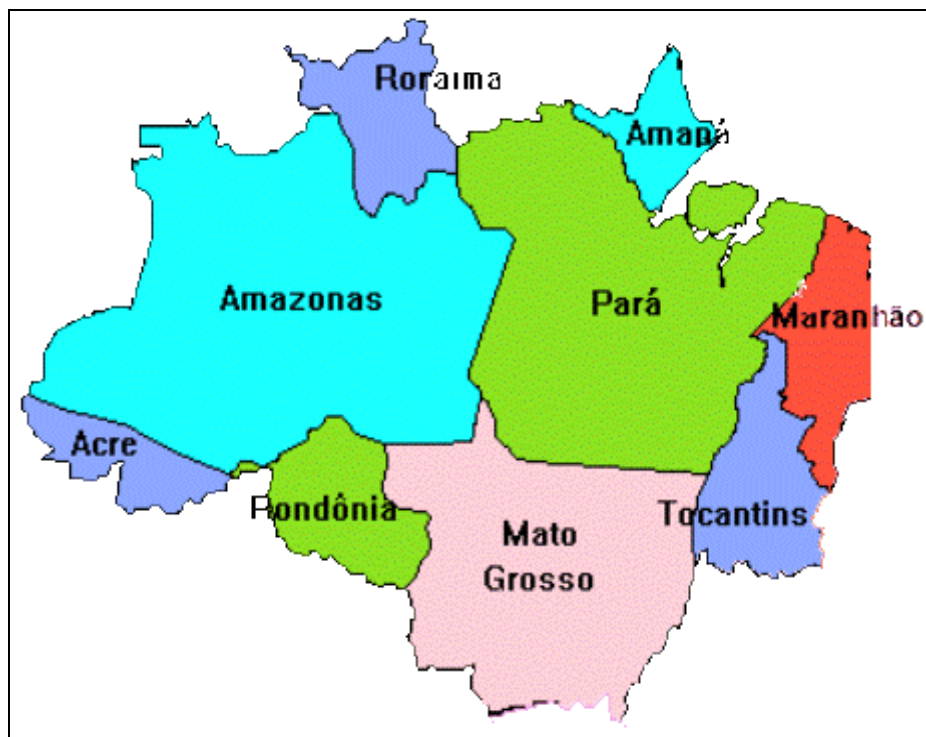 Roraima
Amapá
Amazonas
Pará
Maranhão
Acre
Rondônia
Tocantins
Mato
Grosso